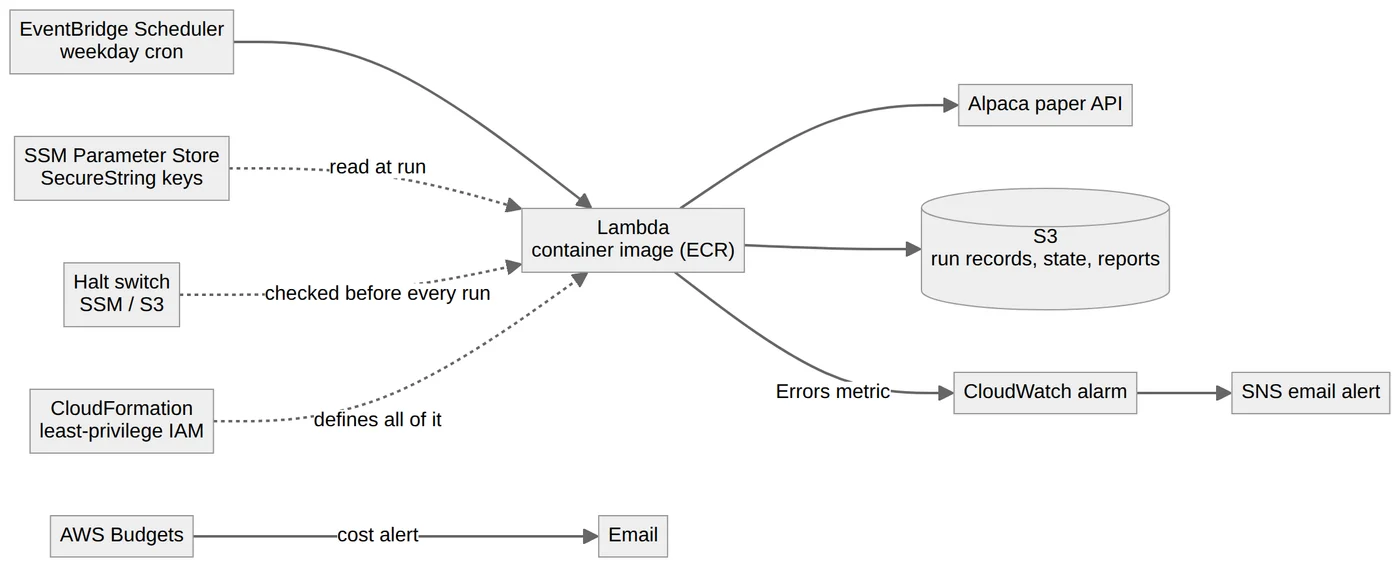 EventBridge Scheduler
weekday cron
SSM Parameter Store
SecureString keys
read at run
Halt switch
SSM / S3
checked before every run
CloudFormation
least-privilege IAM
defines all of it
AWS Budgets
cost alert
Email
Lambda
container image (ECR)
Alpaca paper API
S3
run records, state, reports
Errors metric
CloudWatch alarm
SNS email alert